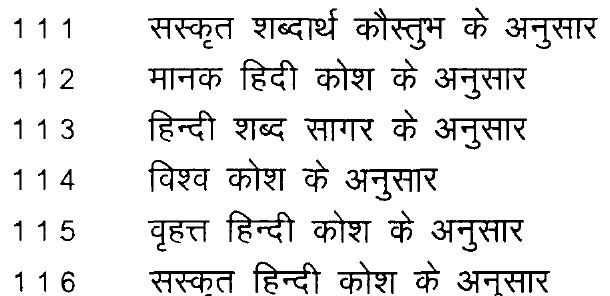 1 1 1 सस्कृत शब्दार्थ कौस्तुभ के अनुसार
1 1 2 मानक हिदी कोश के अनुसार
1 1 3 हिन्दी शब्द सागर के अनुसार
1 1 4 विश्व कोश के अनुसार
1 1 5 वृहत्त हिन्दी कोश के अनुसार
1 1 6 सस्कृत हिन्दी कोश के अनुसार